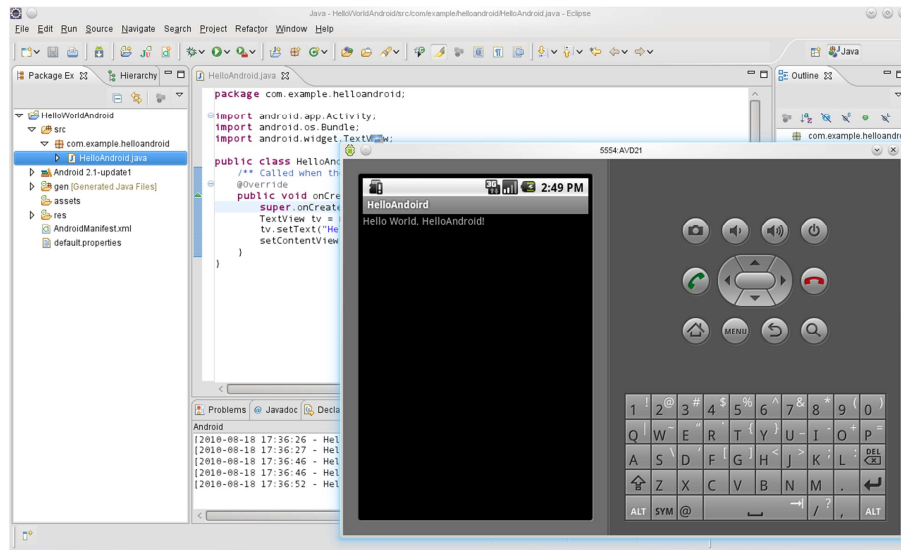 Java - HelloWorldAndroid/src/com/example/helloandroid/HelloAndroid.java - Eclipse
File Edit Run Source Navigate Search Project Refactor Window Help
Java
Package Ex Hierarchy
HelloAndroid.java
Outline
HelloWorldAndroid
src
com.example.helloandroid
HelloAndroid.java
Android 2.1-update1
gen [Generated Java Files]
assets
res
AndroidManifest.xml
default.properties
package com.example.helloandroid;
import android.app.Activity;
import android.os.Bundle;
import android.widget.TextView;
public class HelloAn
/** Called when th
@Override
public void onCre
super.onCreate
TextView tv =
tv.setText("He
setContentView
}
}
com.example.helloandro
Problems @ Javadoc Decla
Android
[2010-08-18 17:36:26 - Hel
[2010-08-18 17:36:27 - Hel
[2010-08-18 17:36:46 - Hel
[2010-08-18 17:36:46 - Hel
[2010-08-18 17:36:52 - Hel
5554:AVD21
3G 2:49 PM
HelloAndoird
Hello World, HelloAndroid!
MENU
1 ! 2 @ 3 # 4 $ 5 % 6 ^ 7 & 8 * 9 ( 0 )
Q | W ~ E " R ` T { Y } U _ I - O + P =
A S \ D ' F [ G ] H < J > K ; L : DEL
Z X C V B N M .
ALT SYM @ / ? , ALT